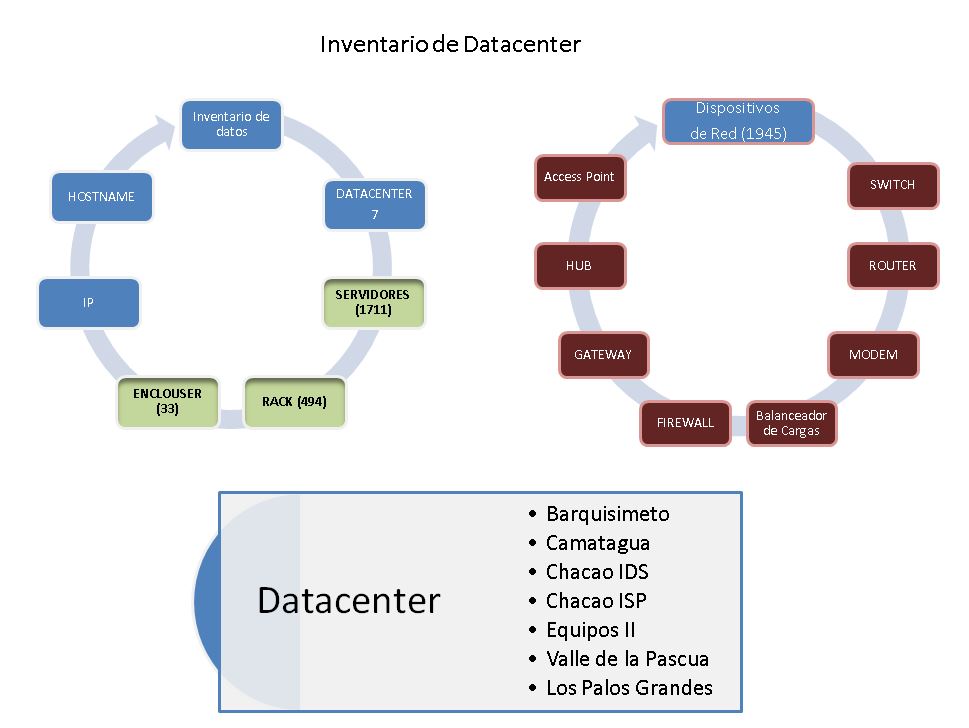 Inventario de Datacenter
Inventario de
datos
DATACENTER
7
SERVIDORES
(1711)
RACK (494)
ENCLOUSER
(33)
IP
HOSTNAME
Dispositivos
de Red (1945)
SWITCH
ROUTER
MODEM
Balanceador
de Cargas
FIREWALL
GATEWAY
HUB
Access Point
Datacenter
• Barquisimeto
• Camatagua
• Chacao IDS
• Chacao ISP
• Equipos II
• Valle de la Pascua
• Los Palos Grandes